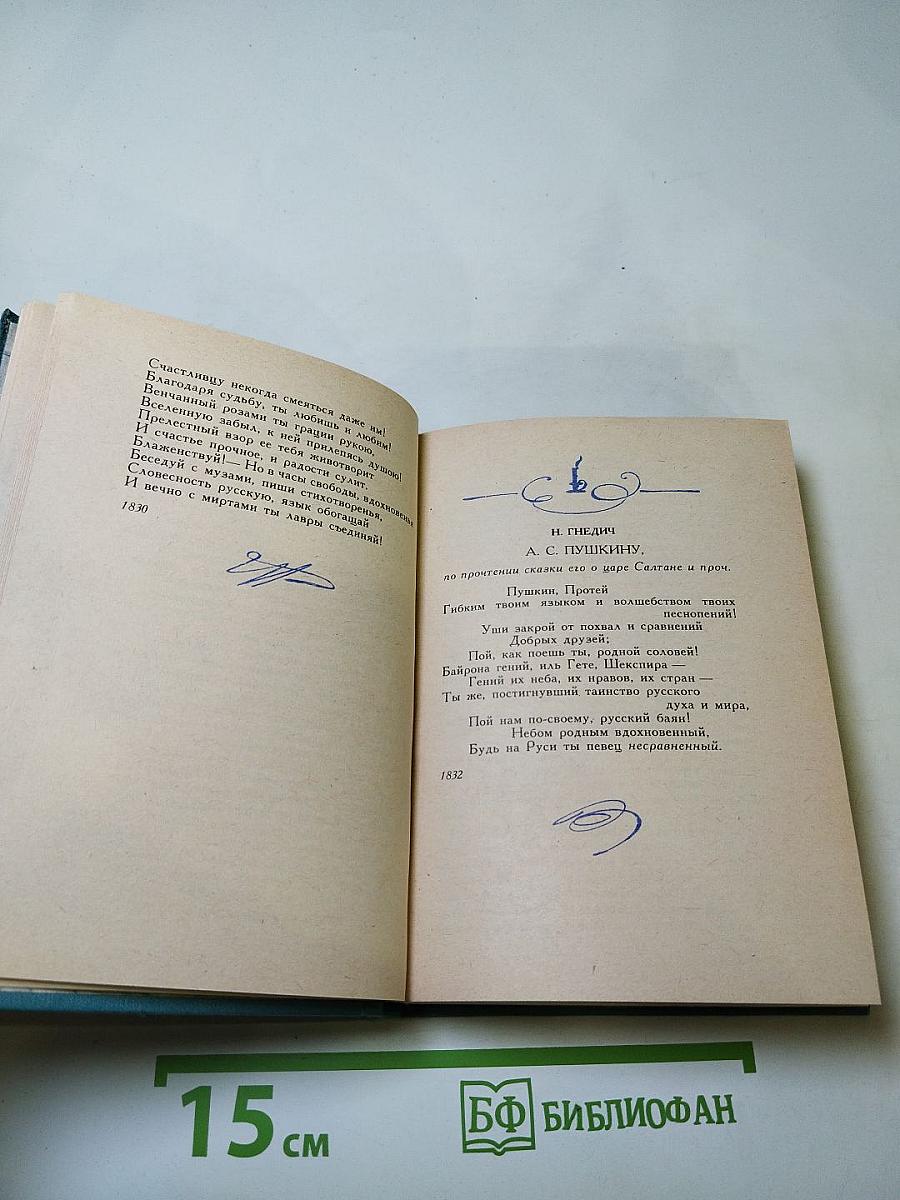 Счастливцу некогда смеяться даже им!
Благодаря судьбу, ты любишь и любим!
Венчанный розами ты грации рукою,
Вселенную забыл, к ней прилепясь душою!
Прелестный взор ее тебя животворит
И счастье прочное, и радости сулит.
Блаженствуй!— Но в часы свободы, вдохновенья
Беседуй с музами, пиши стихотворенья,
Словесность русскую, язык обогащай
И вечно с миртами ты лавры съединяй!
1830
12
Н. ГНЕДИЧ
А. С. ПУШКИНУ,
по прочтении сказки его о царе Салтане и проч.
Пушкин, Протей
Гибким твоим языком и волшебством твоих
песнопений!
Уши закрой от похвал и сравнений
Добрых друзей;
Пой, как поешь ты, родной соловей!
Байрона гений, иль Гете, Шекспира —
Гений их неба, их нравов, их стран —
Ты же, постигнувший таинство русского
духа и мира,
Пой нам по-своему, русский баян!
Небом родным вдохновенный,
Будь на Руси ты певец несравненный.
1832
15 см
БФ БИБЛИОФАН